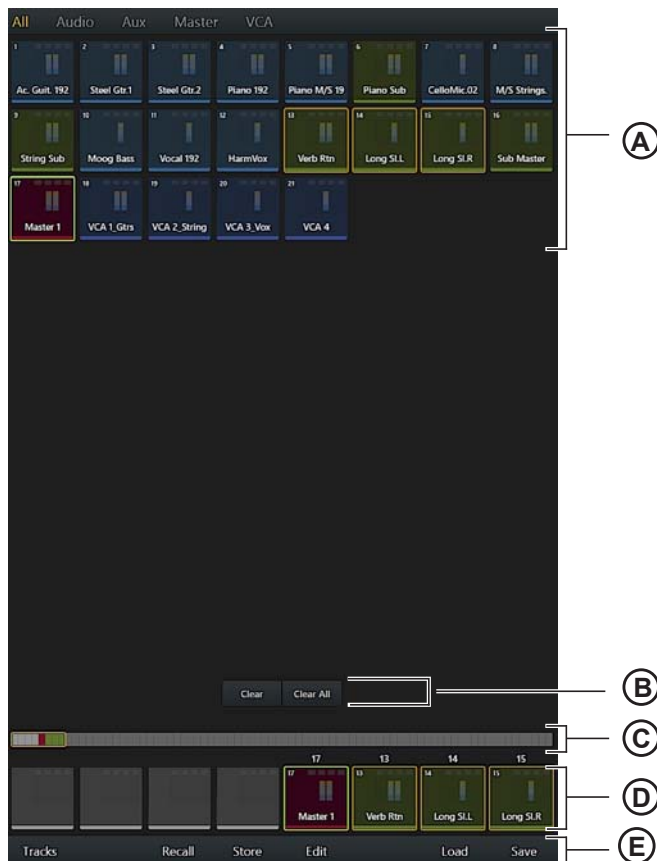 All Audio Aux Master VCA
1 2 3 4 5 6 7 8
Ac. Guit. 192 Steel Gtr.1 Steel Gtr.2 Piano 192 Piano M/S 19 Piano Sub CelloMic.02 M/S Strings.
9 10 11 12 13 14 15 16
String Sub Moog Bass Vocal 192 HarmVox Verb Rtn Long Sl.L Long Sl.R Sub Master
17 18 19 20 21
Master 1 VCA 1_Gtrs VCA 2_String VCA 3_Vox VCA 4
A
Clear Clear All
B
C
17 13 14 15
17 13 14 15
Master 1 Verb Rtn Long Sl.L Long Sl.R
D
Tracks Recall Store Edit Load Save
E